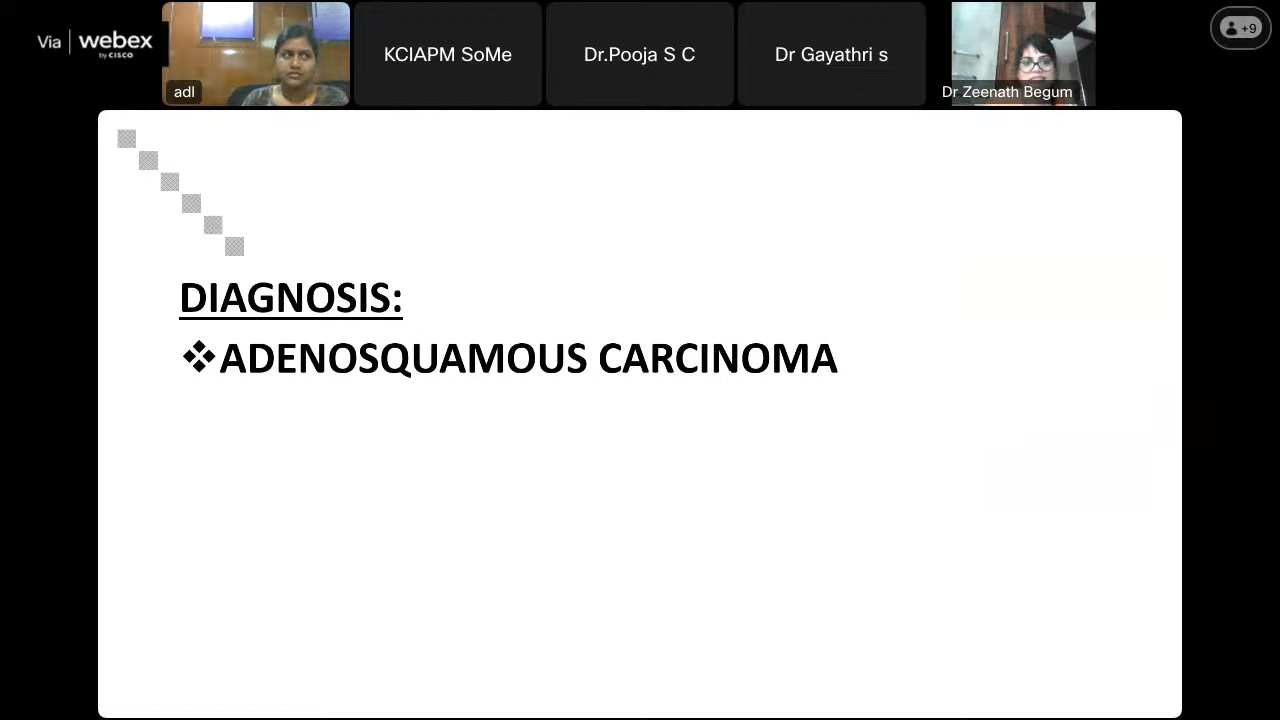 Via webex
by CISCO
adl
KCIAPM SoMe
Dr.Pooja S C
Dr Gayathri s
Dr Zeenath Begum
+9
DIAGNOSIS:
❖ADENOSQUAMOUS CARCINOMA